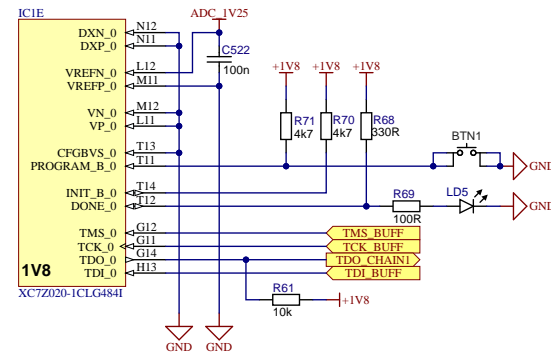 IC1E
ADC_1V25
DXN_0 N12
DXP_0 N11
C522
VREFN_0 L12
100n
VREFP_0 M11
+1V8 +1V8 +1V8
VN_0 M12
VP_0 L11
R71 R70 R68
4k7 4k7 330R
BTN1
CFGBVS_0 T13
PROGRAM_B_0 T11
GND
INIT_B_0 T14
DONE_0 T12
R69
100R
LD5
GND
TMS_0 G12 TMS_BUFF
TCK_0 G11 TCK_BUFF
TDO_0 G14 TDO_CHAIN1
TDI_0 H13 TDI_BUFF
1V8
XC7Z020-1CLG484I
R61
10k
+1V8
GND GND